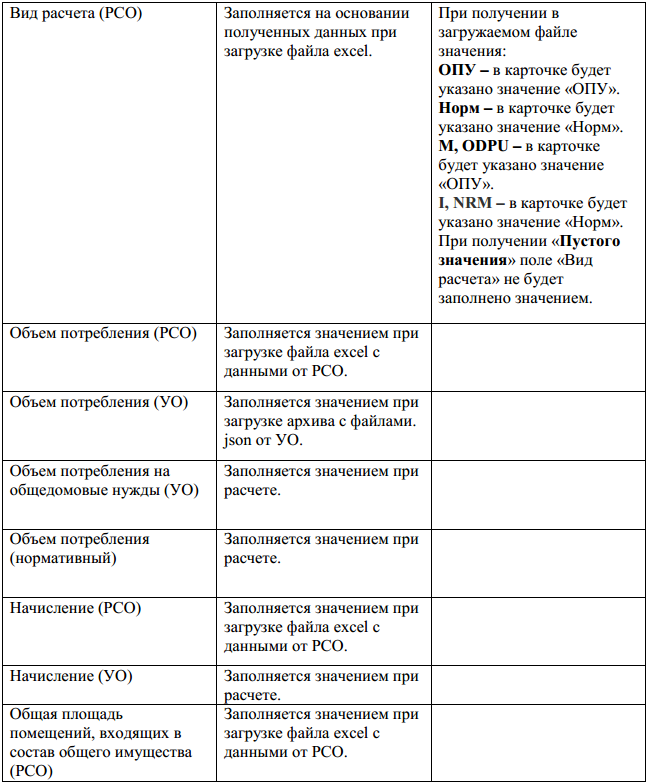 Вид расчета (РСО)
Заполняется на основании
полученных данных при
загрузке файла excel.
При получении в
загружаемом файле
значения:
ОПУ – в карточке будет
указано значение «ОПУ».
Норм – в карточке будет
указано значение «Норм».
M, ODPU – в карточке
будет указано значение
«ОПУ».
I, NRM – в карточке будет
указано значение «Норм».
При получении «Пустого
значения» поле «Вид
расчета» не будет
заполнено значением.
Объем потребления (РСО)
Заполняется значением при
загрузке файла excel с
данными от РСО.
Объем потребления (УО)
Заполняется значением при
загрузке архива с файлами.
json от УО.
Объем потребления на
общедомовые нужды (УО)
Заполняется значением при
расчете.
Объем потребления
(нормативный)
Заполняется значением при
расчете.
Начисление (РСО)
Заполняется значением при
загрузке файла excel с
данными от РСО.
Начисление (УО)
Заполняется значением при
расчете.
Общая площадь
помещений, входящих в
состав общего имущества
(РСО)
Заполняется значением при
загрузке файла excel с
данными от РСО.